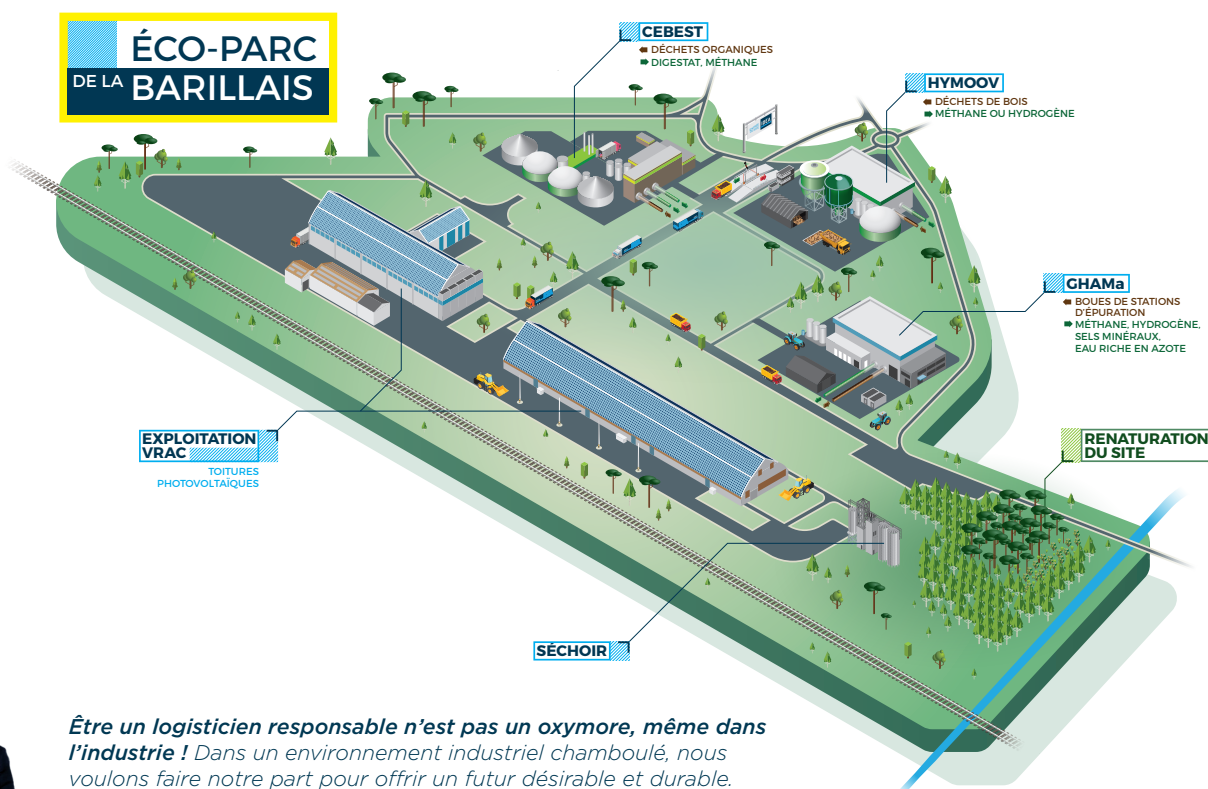 ÉCO-PARC
DE LA BARILLAIS
CEBEST
DÉCHETS ORGANIQUES
DIGESTAT, MÉTHANE
HYMOOV
DÉCHETS DE BOIS
MÉTHANE OU HYDROGÈNE
GHAMa
BOUES DE STATIONS
D'ÉPURATION
MÉTHANE, HYDROGÈNE,
SELS MINÉRAUX,
EAU RICHE EN AZOTE
EXPLOITATION
VRAC
TOITURES
PHOTOVOLTAÏQUES
RENATURATION
DU SITE
SÉCHOIR
Être un logisticien responsable n'est pas un oxymore, même dans
l'industrie ! Dans un environnement industriel chamboulé, nous
voulons faire notre part pour offrir un futur désirable et durable.